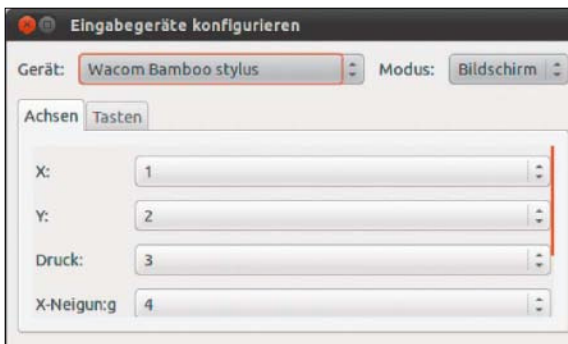 Eingabegeräte konfigurieren
Gerät: Wacom Bamboo stylus Modus: Bildschirm
Achsen Tasten
X: 1
Y: 2
Druck: 3
X-Neigun:g 4